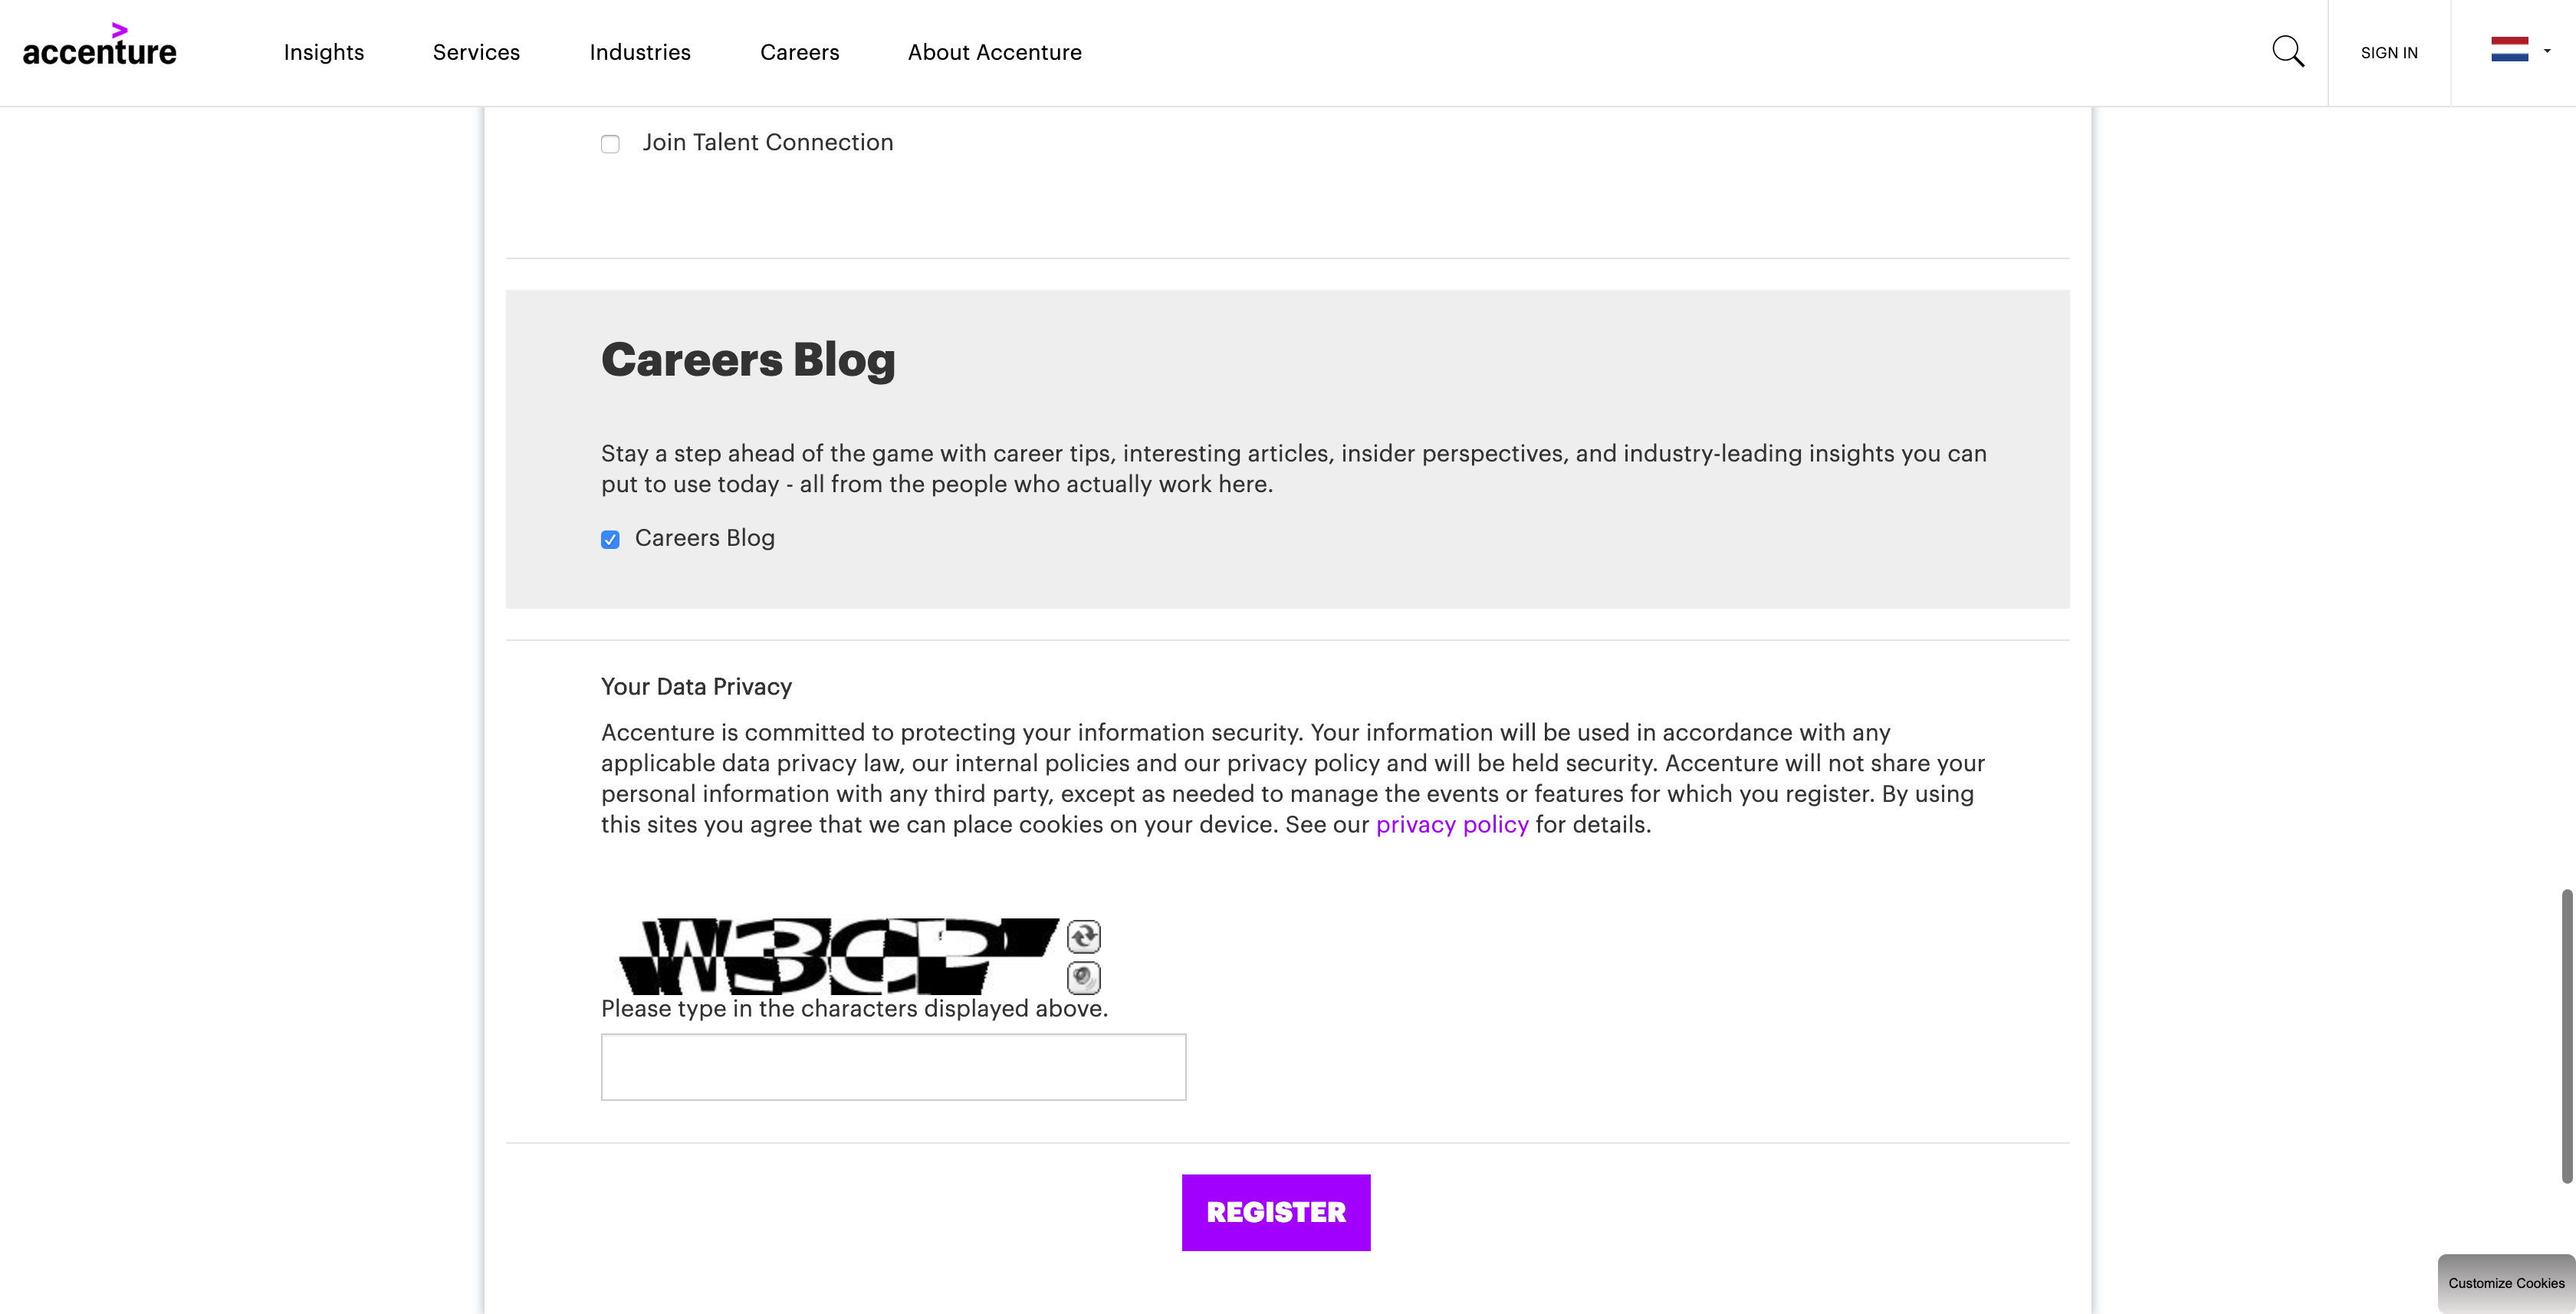 accenture
Insights
Services
Industries
Careers
About Accenture
SIGN IN
Join Talent Connection
Careers Blog
Stay a step ahead of the game with career tips, interesting articles, insider perspectives, and industry-leading insights you can
put to use today - all from the people who actually work here.
Careers Blog
Your Data Privacy
Accenture is committed to protecting your information security. Your information will be used in accordance with any
applicable data privacy law, our internal policies and our privacy policy and will be held security. Accenture will not share your
personal information with any third party, except as needed to manage the events or features for which you register. By using
this sites you agree that we can place cookies on your device. See our privacy policy for details.
Please type in the characters displayed above.
REGISTER
Customize Cookies